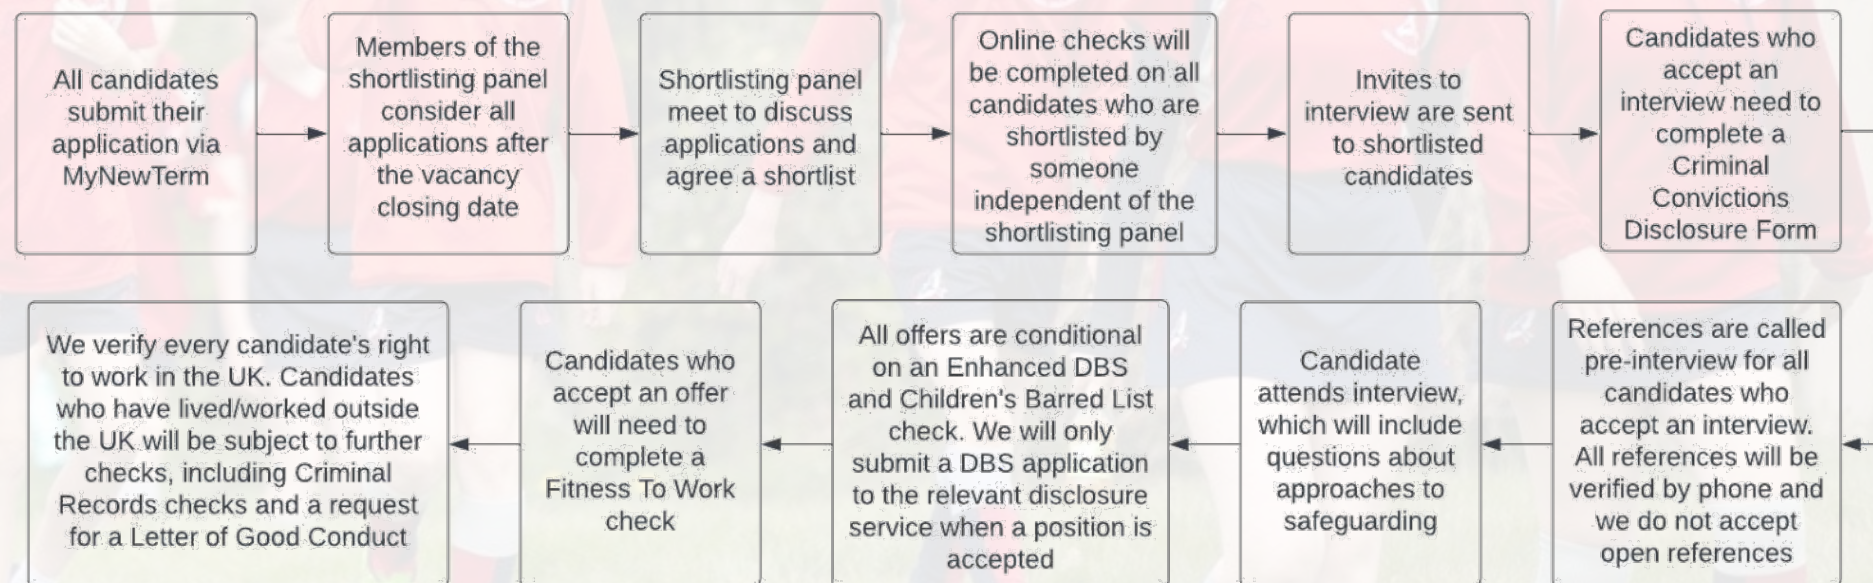 All candidates
submit their
application via
MyNewTerm
Members of the
shortlisting panel
consider all
applications after
the vacancy
closing date
Shortlisting panel
meet to discuss
applications and
agree a shortlist
Online checks will
be completed on all
candidates who are
shortlisted by
someone
independent of the
shortlisting panel
Invites to
interview are sent
to shortlisted
candidates
Candidates who
accept an
interview need to
complete a
Criminal
Convictions
Disclosure Form
References are called
pre-interview for all
candidates who
accept an interview.
All references will be
verified by phone and
we do not accept
open references
Candidate
attends interview,
which will include
questions about
approaches to
safeguarding
All offers are conditional
on an Enhanced DBS
and Children's Barred List
check. We will only
submit a DBS application
to the relevant disclosure
service when a position is
accepted
Candidates who
accept an offer
will need to
complete a
Fitness To Work
check
We verify every candidate's right
to work in the UK. Candidates
who have lived/worked outside
the UK will be subject to further
checks, including Criminal
Records checks and a request
for a Letter of Good Conduct